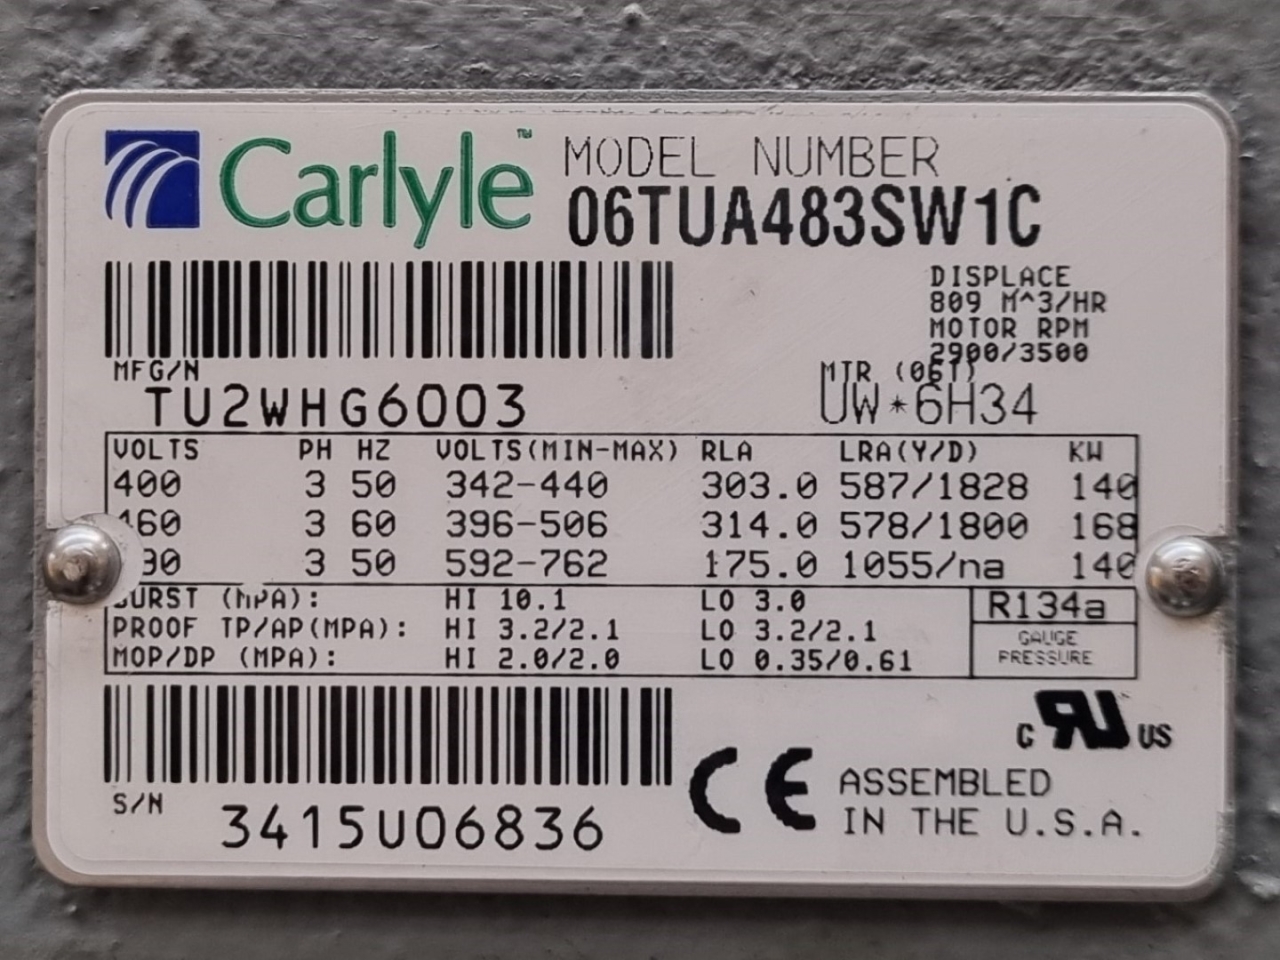 Carlyle™
MODEL NUMBER
06TUA483SW1C
DISPLACE
809 M^3/HR
MOTOR RPM
2900/3500
MFG/N
TU2WHG6003
MTR (06T)
UW*6H34
VOLTS PH HZ VOLTS(MIN-MAX) RLA LRA(Y/D) KW
400 3 50 342-440 303.0 587/1828 140
460 3 60 396-506 314.0 578/1800 168
3 50 592-762 175.0 1055/na 140
BURST (MPA): HI 10.1 LO 3.0
PROOF TP/AP(MPA): HI 3.2/2.1 LO 3.2/2.1
MOP/DP (MPA): HI 2.0/2.0 LO 0.35/0.61
R134a
GAUGE
PRESSURE
S/N
3415U06836
c RU US
CE
ASSEMBLED
IN THE U.S.A.